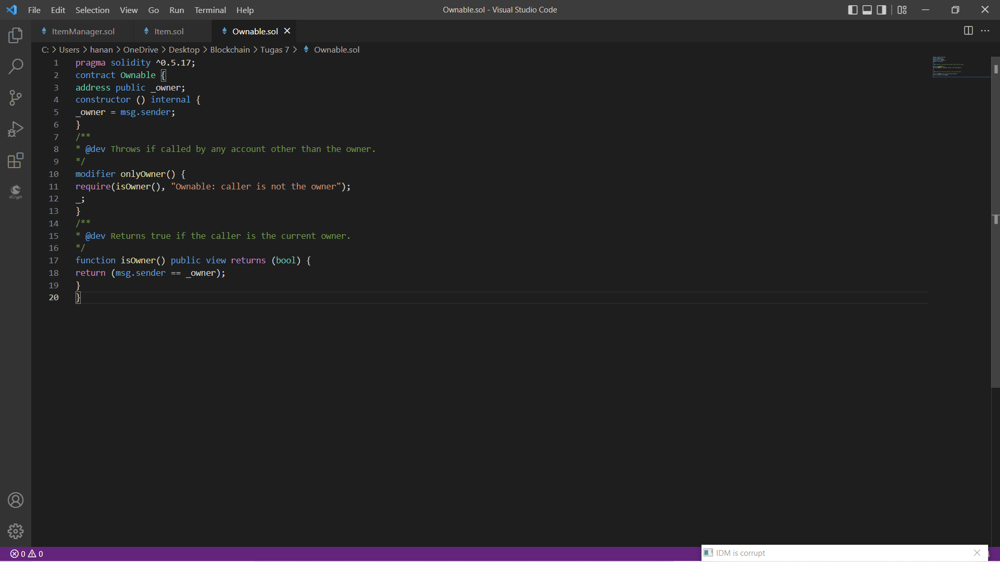 File Edit Selection View Go Run Terminal Help
Ownable.sol - Visual Studio Code
ItemManager.sol
Item.sol
Ownable.sol
C: > Users > hanan > OneDrive > Desktop > Blockchain > Tugas 7 > Ownable.sol
1 pragma solidity ^0.5.17;
2 contract Ownable {
3 address public _owner;
4 constructor () internal {
5 _owner = msg.sender;
6 }
7 /**
8 * @dev Throws if called by any account other than the owner.
9 */
10 modifier onlyOwner() {
11 require(isOwner(), "Ownable: caller is not the owner");
12 _;
13 }
14 /**
15 * @dev Returns true if the caller is the current owner.
16 */
17 function isOwner() public view returns (bool) {
18 return (msg.sender == _owner);
19 }
20 }
sCrypt
0 0
IDM is corrupt